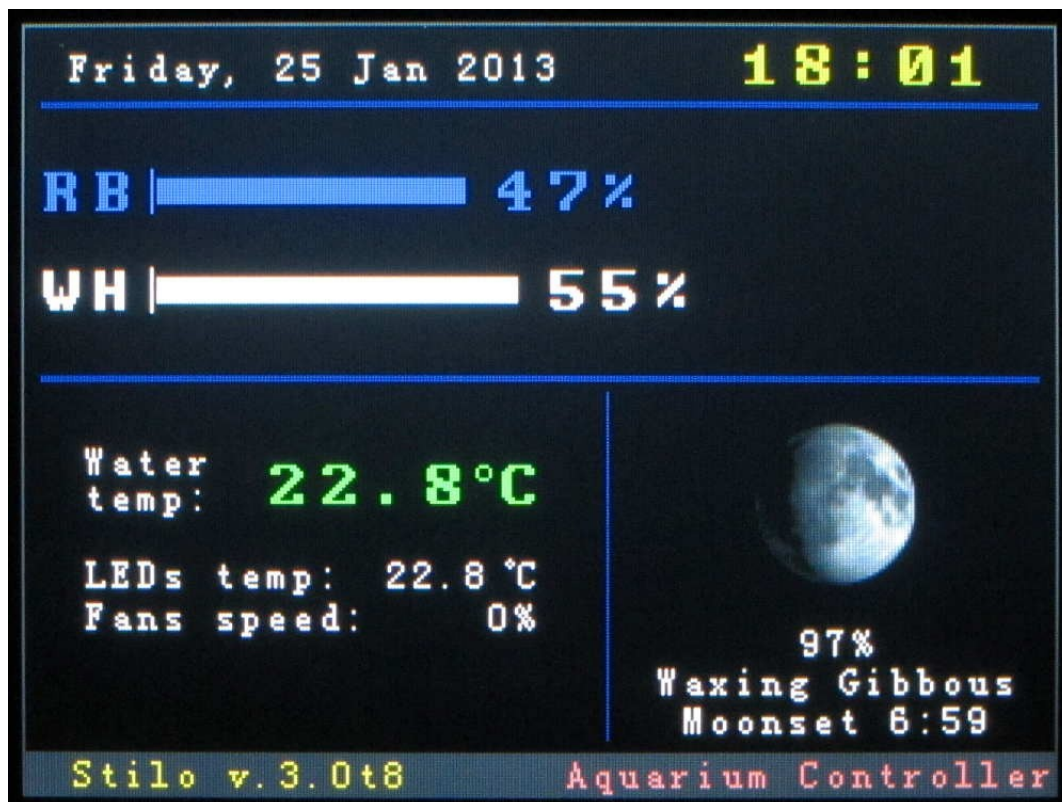 Friday, 25 Jan 2013 18:01
RB 47%
WH 55%
Water
temp: 22.8°C
LEDs temp: 22.8 °C
Fans speed: 0%
97%
Waxing Gibbous
Moonset 6:59
Stilo v.3.0t8 Aquarium Controller